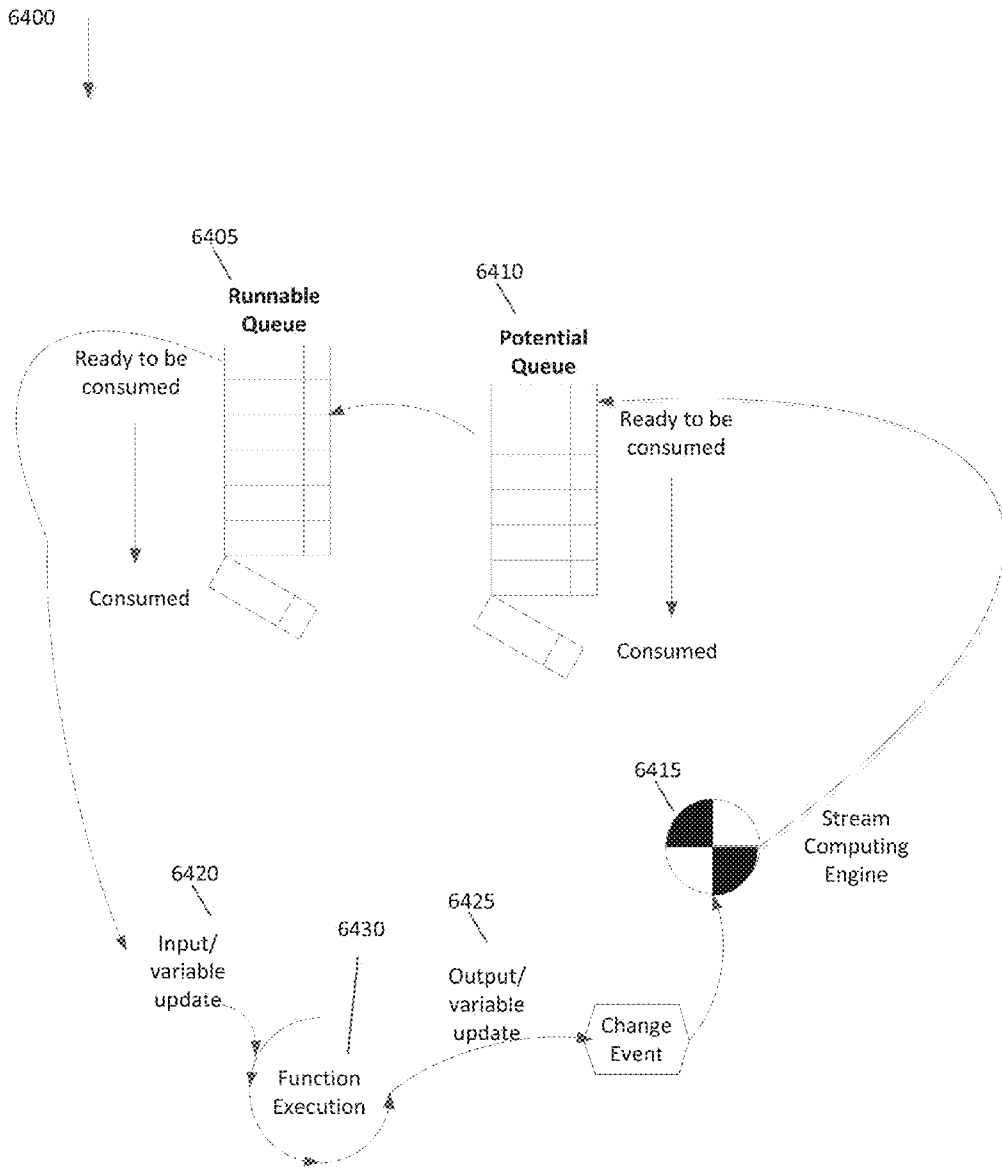 6400
6405
Runnable
Queue
6410
Potential
Queue
Ready to be
consumed
Ready to be
consumed
Consumed
Consumed
6415
Stream
Computing
Engine
6420
Input/
variable
update
6430
6425
Output/
variable
update
Change
Event
Function
Execution